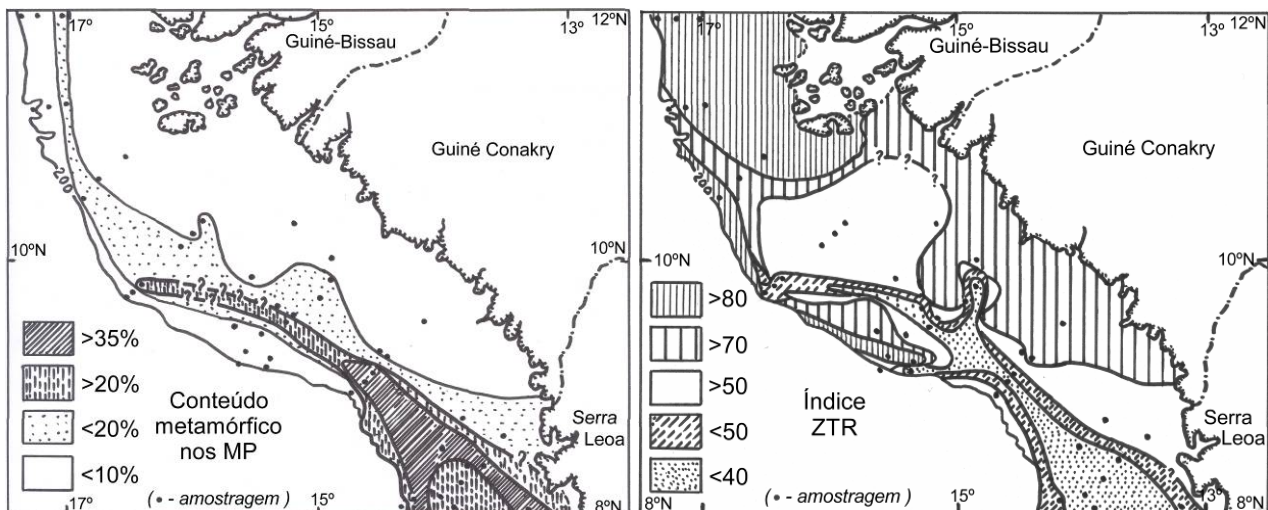 17º
15º
13º
12ºN
Guiné-Bissau
Guiné Conakry
200
10ºN
10ºN
? ? ? ? ? ?
>35%
>20%
<20%
<10%
Conteúdo
metamórfico
nos MP
Serra
Leoa
?
17º
15º
( • - amostragem )
8ºN
17º
15º
13º
12ºN
Guiné-Bissau
Guiné Conakry
? ? ?
200
10ºN
10ºN
>80
>70
>50
<50
<40
Índice
ZTR
Serra
Leoa
8ºN
15º
13º
( • - amostragem )
8ºN